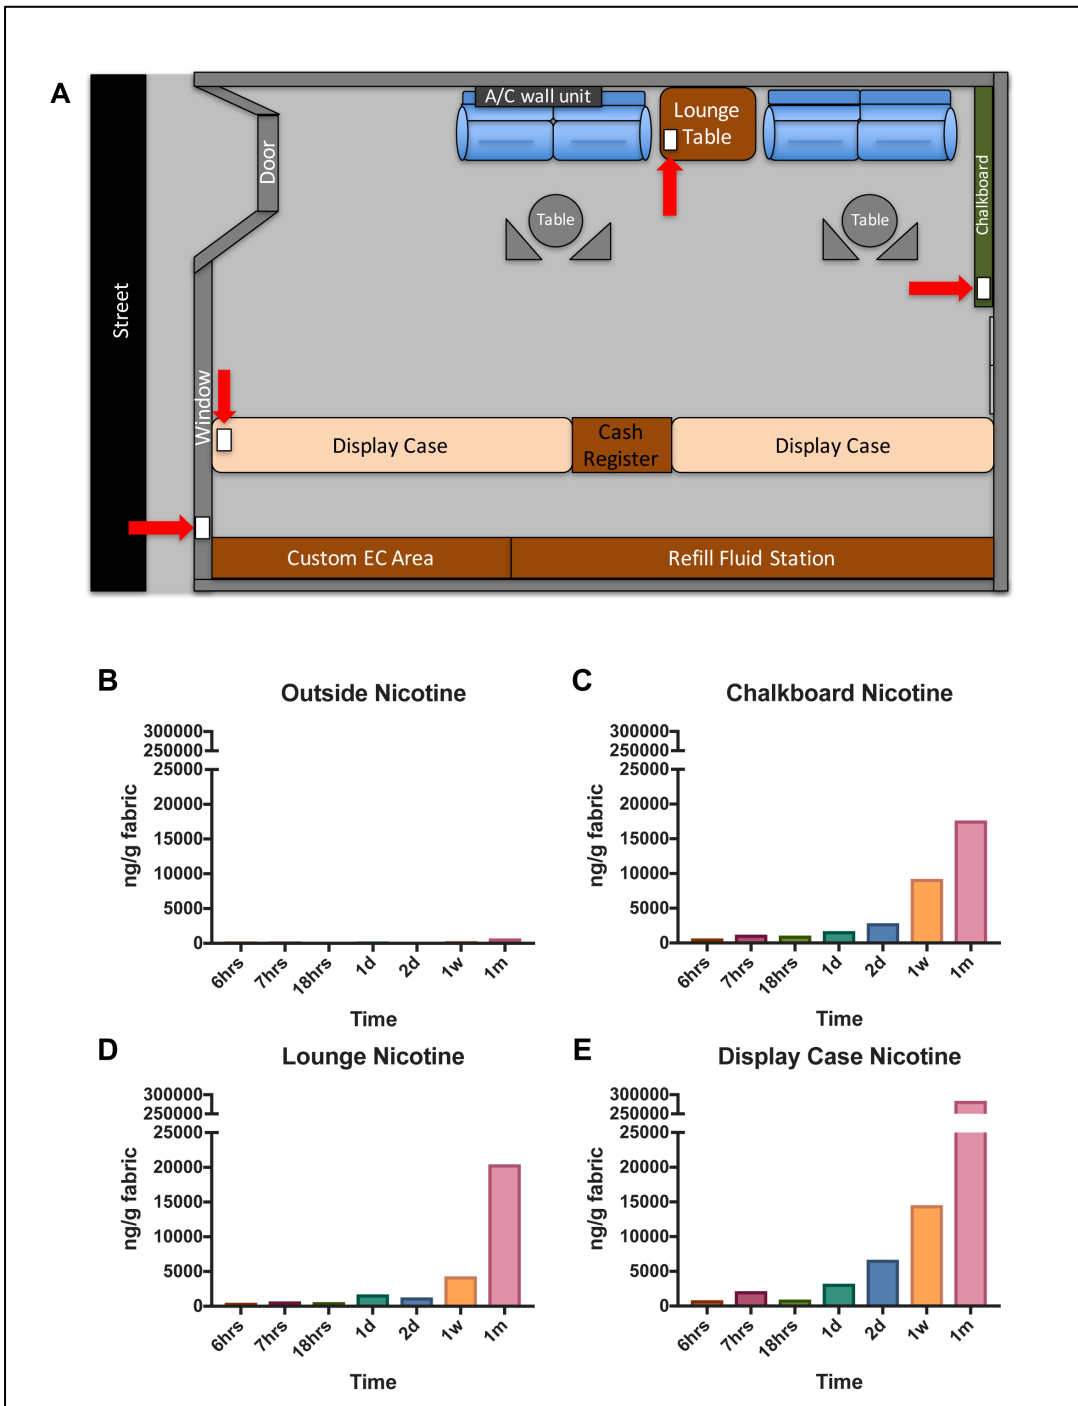 A
A/C wall unit
Lounge
Table
Door
Chalkboard
Table
Table
Street
Window
Display Case
Cash
Register
Display Case
Custom EC Area
Refill Fluid Station
B
Outside Nicotine
300000
250000
25000
20000
15000
10000
5000
0
ng/g fabric
6hrs
7hrs
18hrs
1d
2d
1w
1m
Time
C
Chalkboard Nicotine
300000
250000
25000
20000
15000
10000
5000
0
ng/g fabric
6hrs
7hrs
18hrs
1d
2d
1w
1m
Time
D
Lounge Nicotine
300000
250000
25000
20000
15000
10000
5000
0
ng/g fabric
6hrs
7hrs
18hrs
1d
2d
1w
1m
Time
E
Display Case Nicotine
300000
250000
25000
20000
15000
10000
5000
0
ng/g fabric
6hrs
7hrs
18hrs
1d
2d
1w
1m
Time